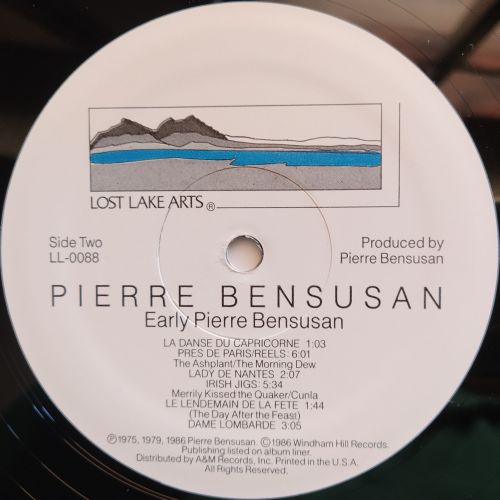 LOST LAKE ARTS ®
Side Two
LL-0088
Produced by
Pierre Bensusan
PIERRE BENSUSAN
Early Pierre Bensusan
LA DANSE DU CAPRICORNE 1:03
PRES DE PARIS/REELS: 6:01
The Ashplant/The Morning Dew
LADY DE NANTES 2:07
IRISH JIGS: 5:34
Merrily Kissed the Quaker/Cunla
LE LENDEMAIN DE LA FETE 1:44
(The Day After the Feast)
DAME LOMBARDE 3:05
℗1975, 1979, 1986 Pierre Bensusan. ©1986 Windham Hill Records.
Publishing listed on album liner.
Distributed by A&M Records, Inc. Printed in the U.S.A.
All Rights Reserved.